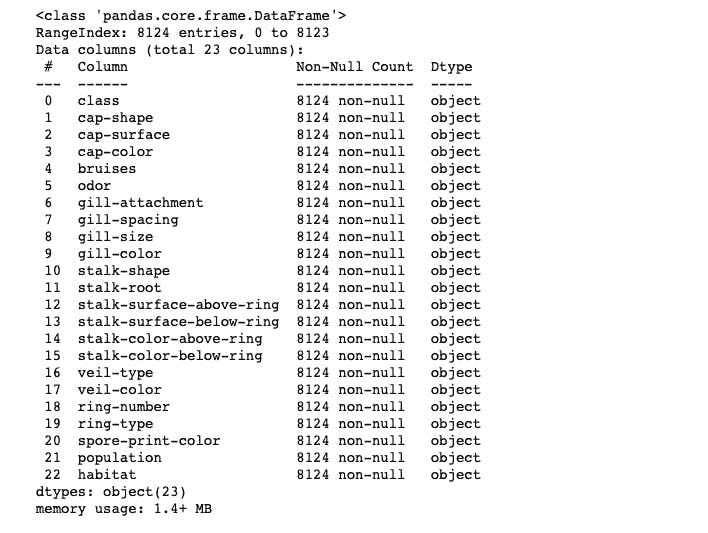 <class 'pandas.core.frame.DataFrame'>
RangeIndex: 8124 entries, 0 to 8123
Data columns (total 23 columns):
 #   Column                    Non-Null Count  Dtype
---  ------                    --------------  -----
 0   class                     8124 non-null   object
 1   cap-shape                 8124 non-null   object
 2   cap-surface               8124 non-null   object
 3   cap-color                 8124 non-null   object
 4   bruises                   8124 non-null   object
 5   odor                      8124 non-null   object
 6   gill-attachment           8124 non-null   object
 7   gill-spacing              8124 non-null   object
 8   gill-size                 8124 non-null   object
 9   gill-color                8124 non-null   object
 10  stalk-shape               8124 non-null   object
 11  stalk-root                8124 non-null   object
 12  stalk-surface-above-ring  8124 non-null   object
 13  stalk-surface-below-ring  8124 non-null   object
 14  stalk-color-above-ring    8124 non-null   object
 15  stalk-color-below-ring    8124 non-null   object
 16  veil-type                 8124 non-null   object
 17  veil-color                8124 non-null   object
 18  ring-number               8124 non-null   object
 19  ring-type                 8124 non-null   object
 20  spore-print-color         8124 non-null   object
 21  population                8124 non-null   object
 22  habitat                   8124 non-null   object
dtypes: object(23)
memory usage: 1.4+ MB